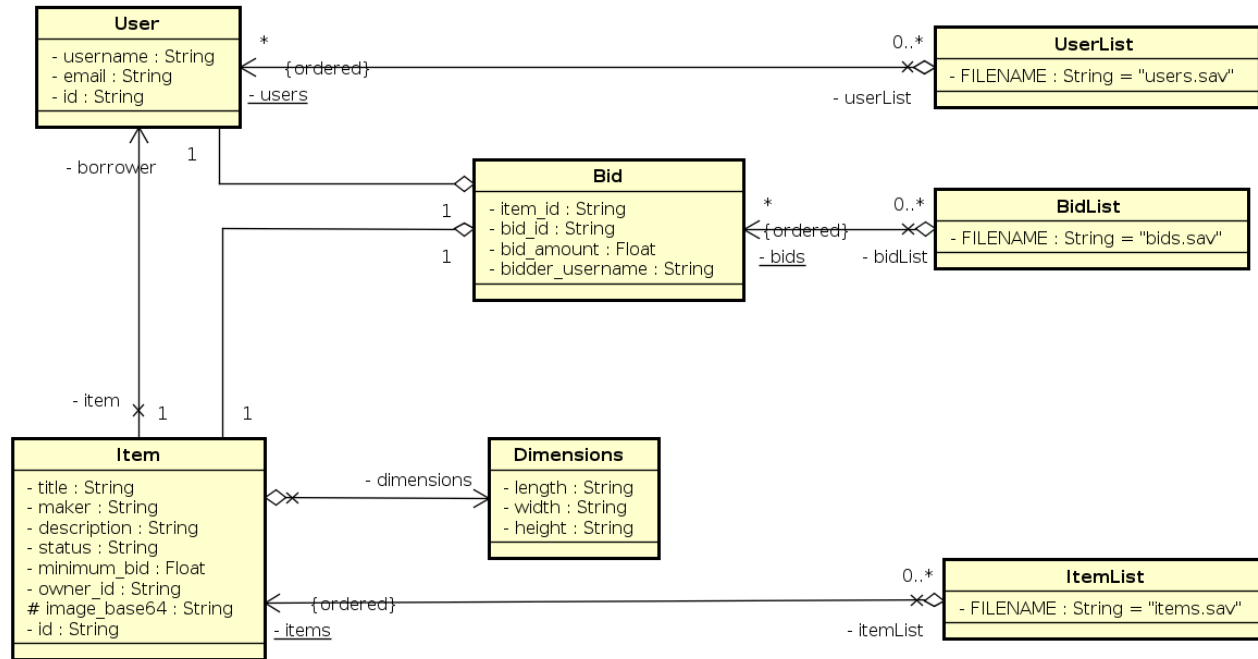 User
- username : String
- email : String
- id : String
*
{ordered}
- users
0..*
- userList
UserList
- FILENAME : String = "users.sav"
- borrower
1
1
1
Bid
- item_id : String
- bid_id : String
- bid_amount : Float
- bidder_username : String
*
{ordered}
- bids
0..*
- bidList
BidList
- FILENAME : String = "bids.sav"
- item
1
1
Item
- title : String
- maker : String
- description : String
- status : String
- minimum_bid : Float
- owner_id : String
# image_base64 : String
- id : String
- dimensions
Dimensions
- length : String
- width : String
- height : String
{ordered}
- items
0..*
- itemList
ItemList
- FILENAME : String = "items.sav"